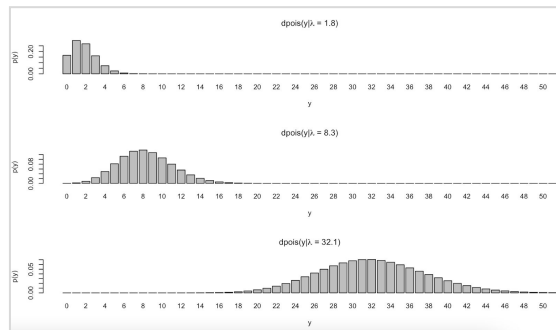 dpois(y|λ = 1.8)
p(y)
0.00 0.20
0 2 4 6 8 10 12 14 16 18 20 22 24 26 28 30 32 34 36 38 40 42 44 46 48 50
y
dpois(y|λ = 8.3)
p(y)
0.00 0.08
0 2 4 6 8 10 12 14 16 18 20 22 24 26 28 30 32 34 36 38 40 42 44 46 48 50
y
dpois(y|λ = 32.1)
p(y)
0.00 0.05
0 2 4 6 8 10 12 14 16 18 20 22 24 26 28 30 32 34 36 38 40 42 44 46 48 50
y